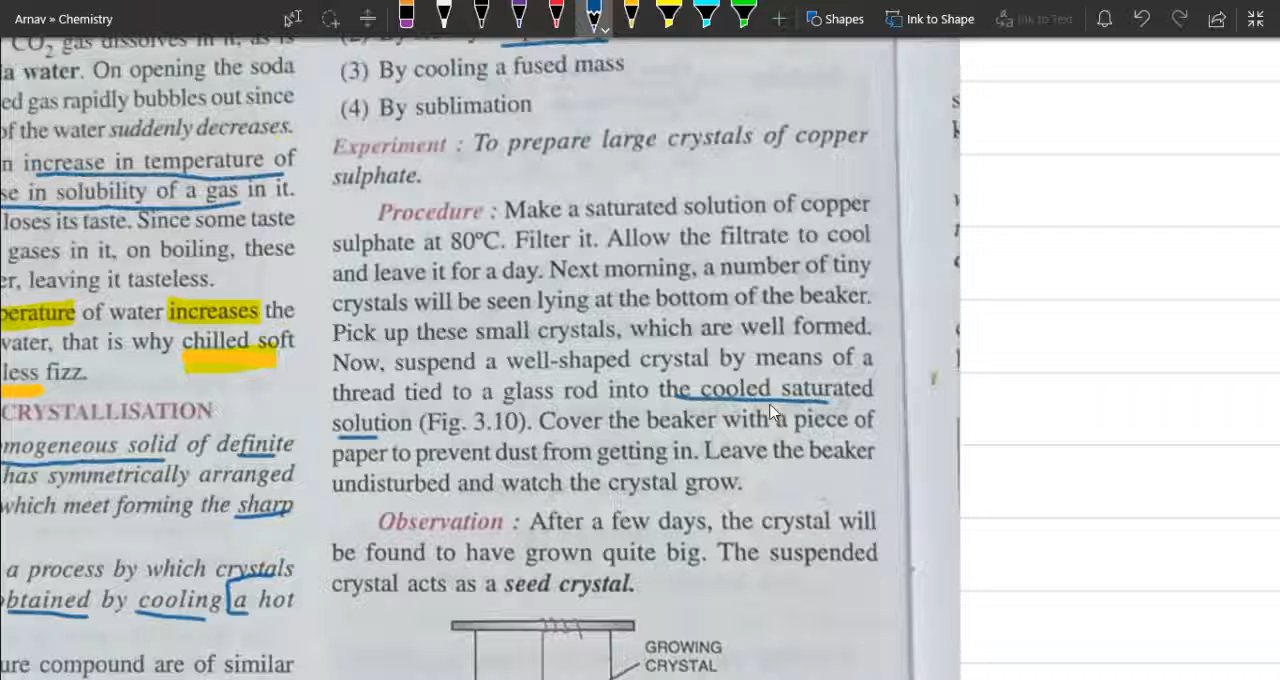 Arnav » Chemistry
Shapes
Ink to Shape
Ink to Text
CO2 gas dissolves in it, as is
a water. On opening the soda
ed gas rapidly bubbles out since
of the water suddenly decreases.
n increase in temperature of
se in solubility of a gas in it.
loses its taste. Since some taste
gases in it, on boiling, these
er, leaving it tasteless.
perature of water increases the
vater, that is why chilled soft
less fizz.
CRYSTALLISATION
mogeneous solid of definite
has symmetrically arranged
which meet forming the sharp
a process by which crystals
obtained by cooling a hot
ure compound are of similar
(3) By cooling a fused mass
(4) By sublimation
Experiment : To prepare large crystals of copper
sulphate.
Procedure : Make a saturated solution of copper
sulphate at 80ºC. Filter it. Allow the filtrate to cool
and leave it for a day. Next morning, a number of tiny
crystals will be seen lying at the bottom of the beaker.
Pick up these small crystals, which are well formed.
Now, suspend a well-shaped crystal by means of a
thread tied to a glass rod into the cooled saturated
solution (Fig. 3.10). Cover the beaker with a piece of
paper to prevent dust from getting in. Leave the beaker
undisturbed and watch the crystal grow.
Observation : After a few days, the crystal will
be found to have grown quite big. The suspended
crystal acts as a seed crystal.
GROWING
CRYSTAL